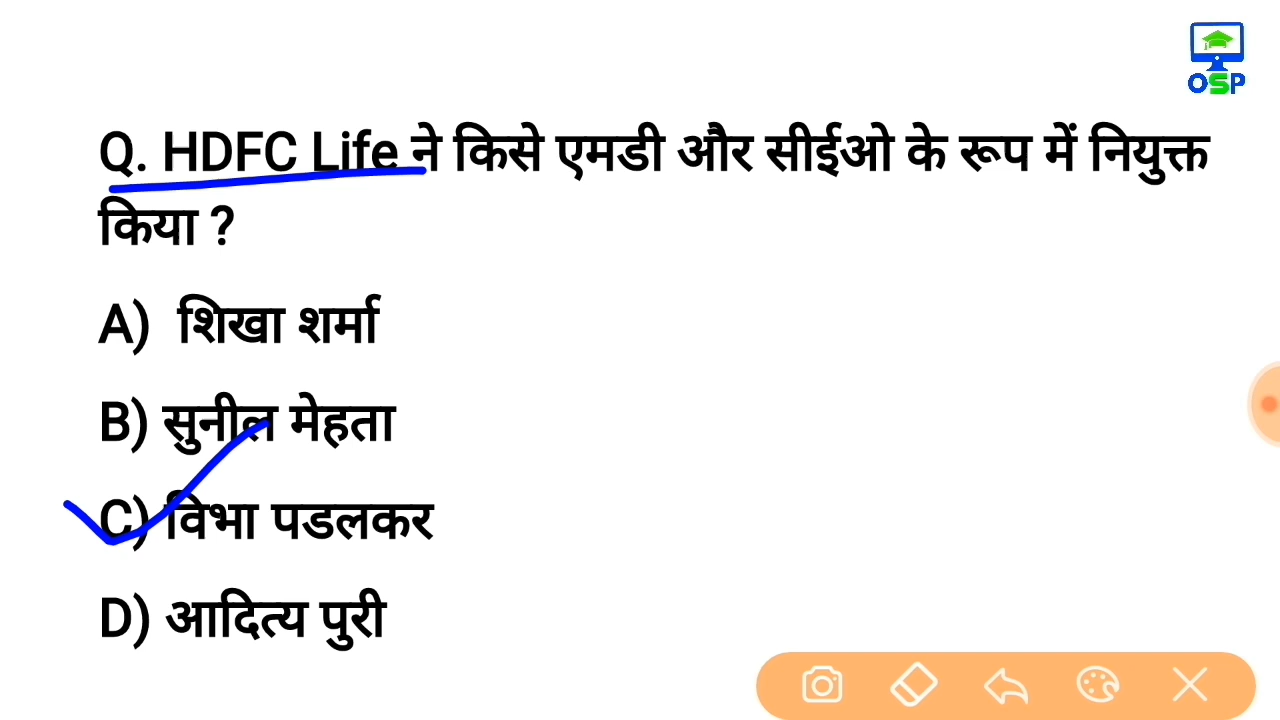 OSP
Q. HDFC Life ने किसे एमडी और सीईओ के रूप में नियुक्त
किया ?
A) शिखा शर्मा
B) सुनील मेहता
C) विभा पडलकर
D) आदित्य पुरी